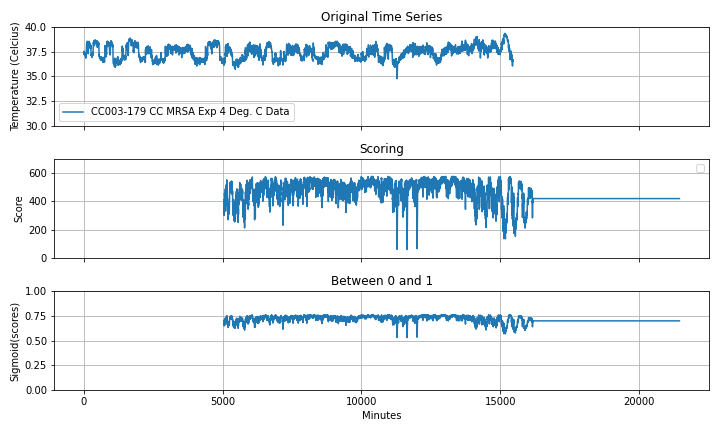 Original Time Series
Temperature (Celcius)
40.0
37.5
35.0
32.5
30.0
CC003-179 CC MRSA Exp 4 Deg. C Data
Scoring
Score
600
400
200
0
Between 0 and 1
Sigmoid(scores)
1.00
0.75
0.50
0.25
0.00
0 5000 10000 15000 20000
Minutes